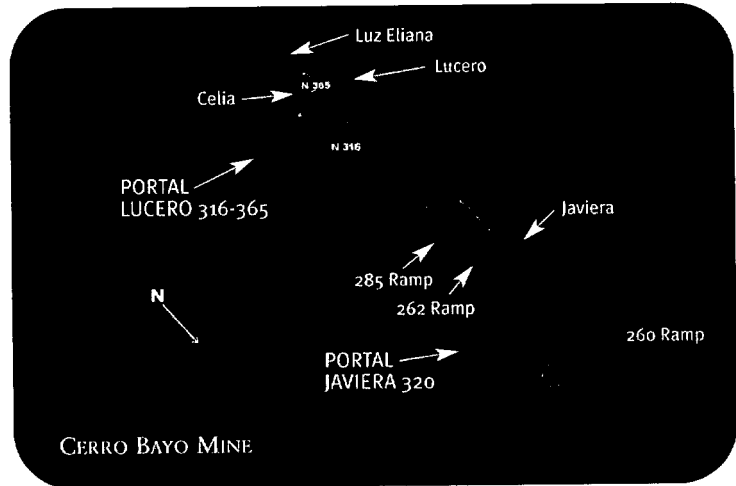 Luz Eliana
Lucero
Celia
N 365
N 316
PORTAL
LUCERO 316-365
Javiera
285 Ramp
262 Ramp
N
260 Ramp
PORTAL
JAVIERA 320
CERRO BAYO MINE